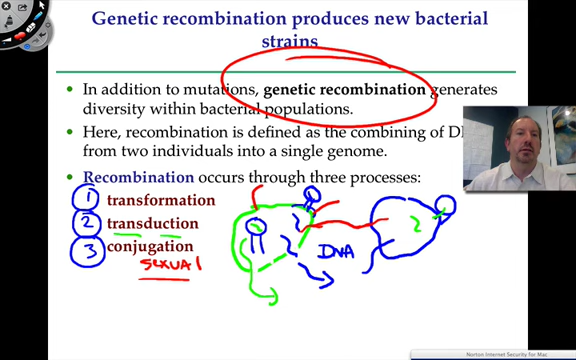 Genetic recombination produces new bacterial
strains
• In addition to mutations, genetic recombination generates
diversity within bacterial populations.
• Here, recombination is defined as the combining of
from two individuals into a single genome.
• Recombination occurs through three processes:
1 transformation
2 transduction
3 conjugation
sexual
DNA
Norton Internet Security for Mac